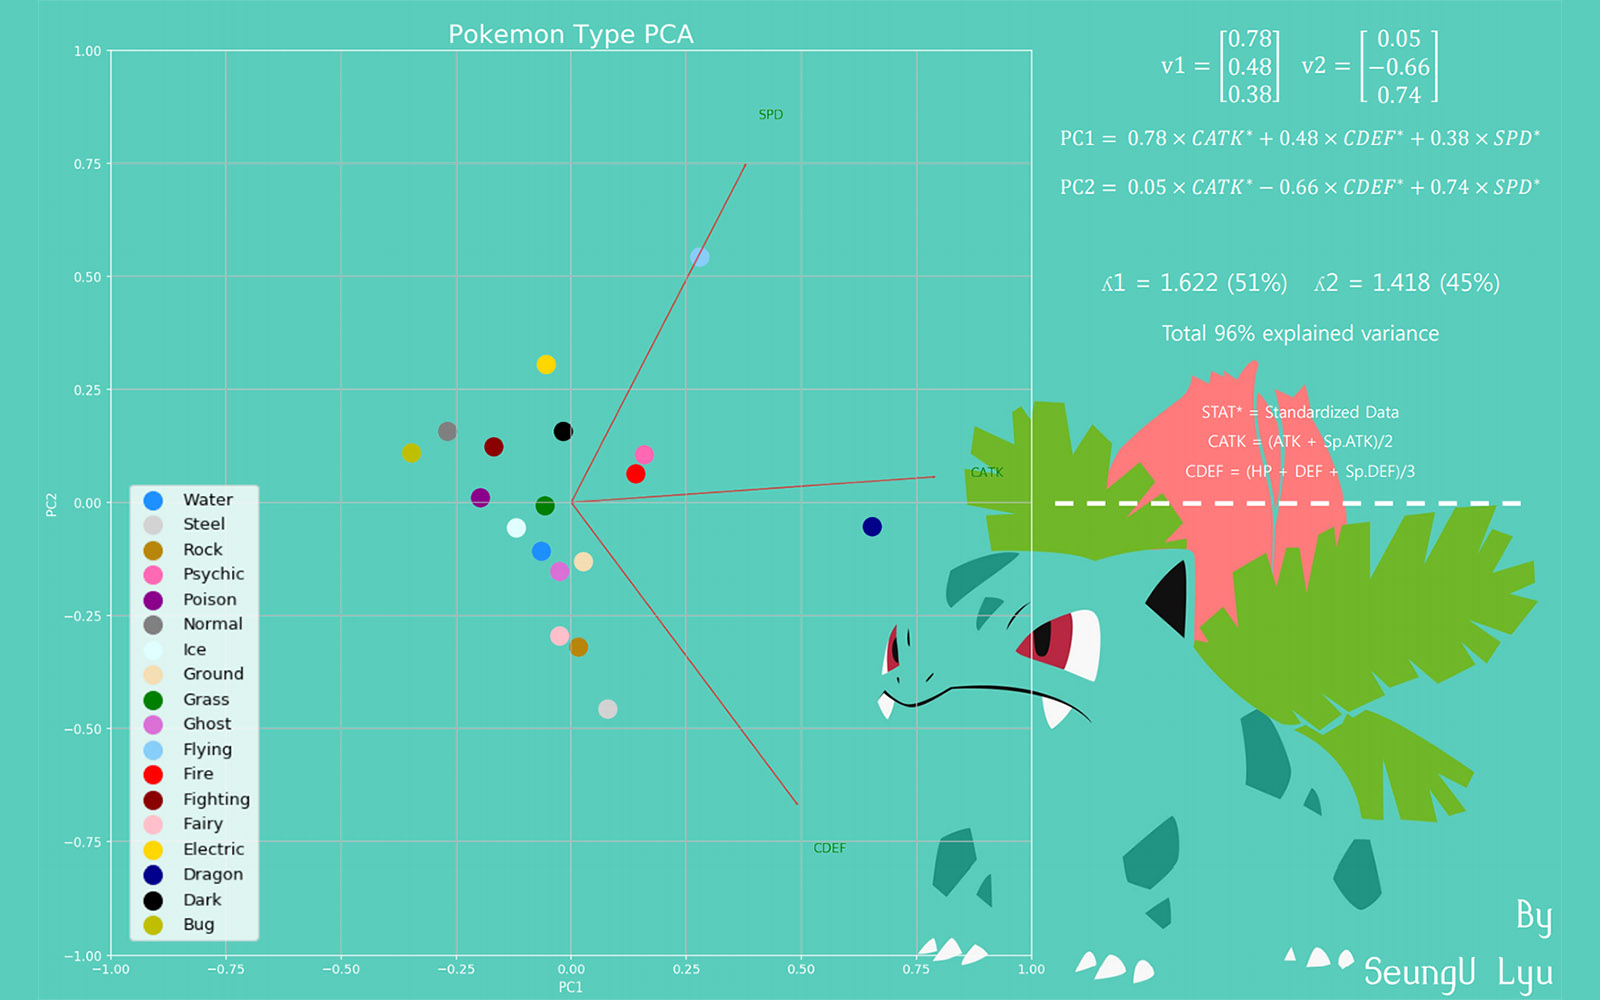 Pokemon Type PCA
1.00
0.75
0.50
0.25
0.00
−0.25
−0.50
−0.75
−1.00
PC2
−1.00 −0.75 −0.50 −0.25 0.00 0.25 0.50 0.75 1.00
PC1
SPD
CATK
CDEF
Water
Steel
Rock
Psychic
Poison
Normal
Ice
Ground
Grass
Ghost
Flying
Fire
Fighting
Fairy
Electric
Dragon
Dark
Bug
v1 = [0.78 0.48 0.38] v2 = [0.05 −0.66 0.74]
PC1 = 0.78 × CATK* + 0.48 × CDEF* + 0.38 × SPD*
PC2 = 0.05 × CATK* − 0.66 × CDEF* + 0.74 × SPD*
ʎ1 = 1.622 (51%) ʎ2 = 1.418 (45%)
Total 96% explained variance
STAT* = Standardized Data
CATK = (ATK + Sp.ATK)/2
CDEF = (HP + DEF + Sp.DEF)/3
By
SeungU Lyu